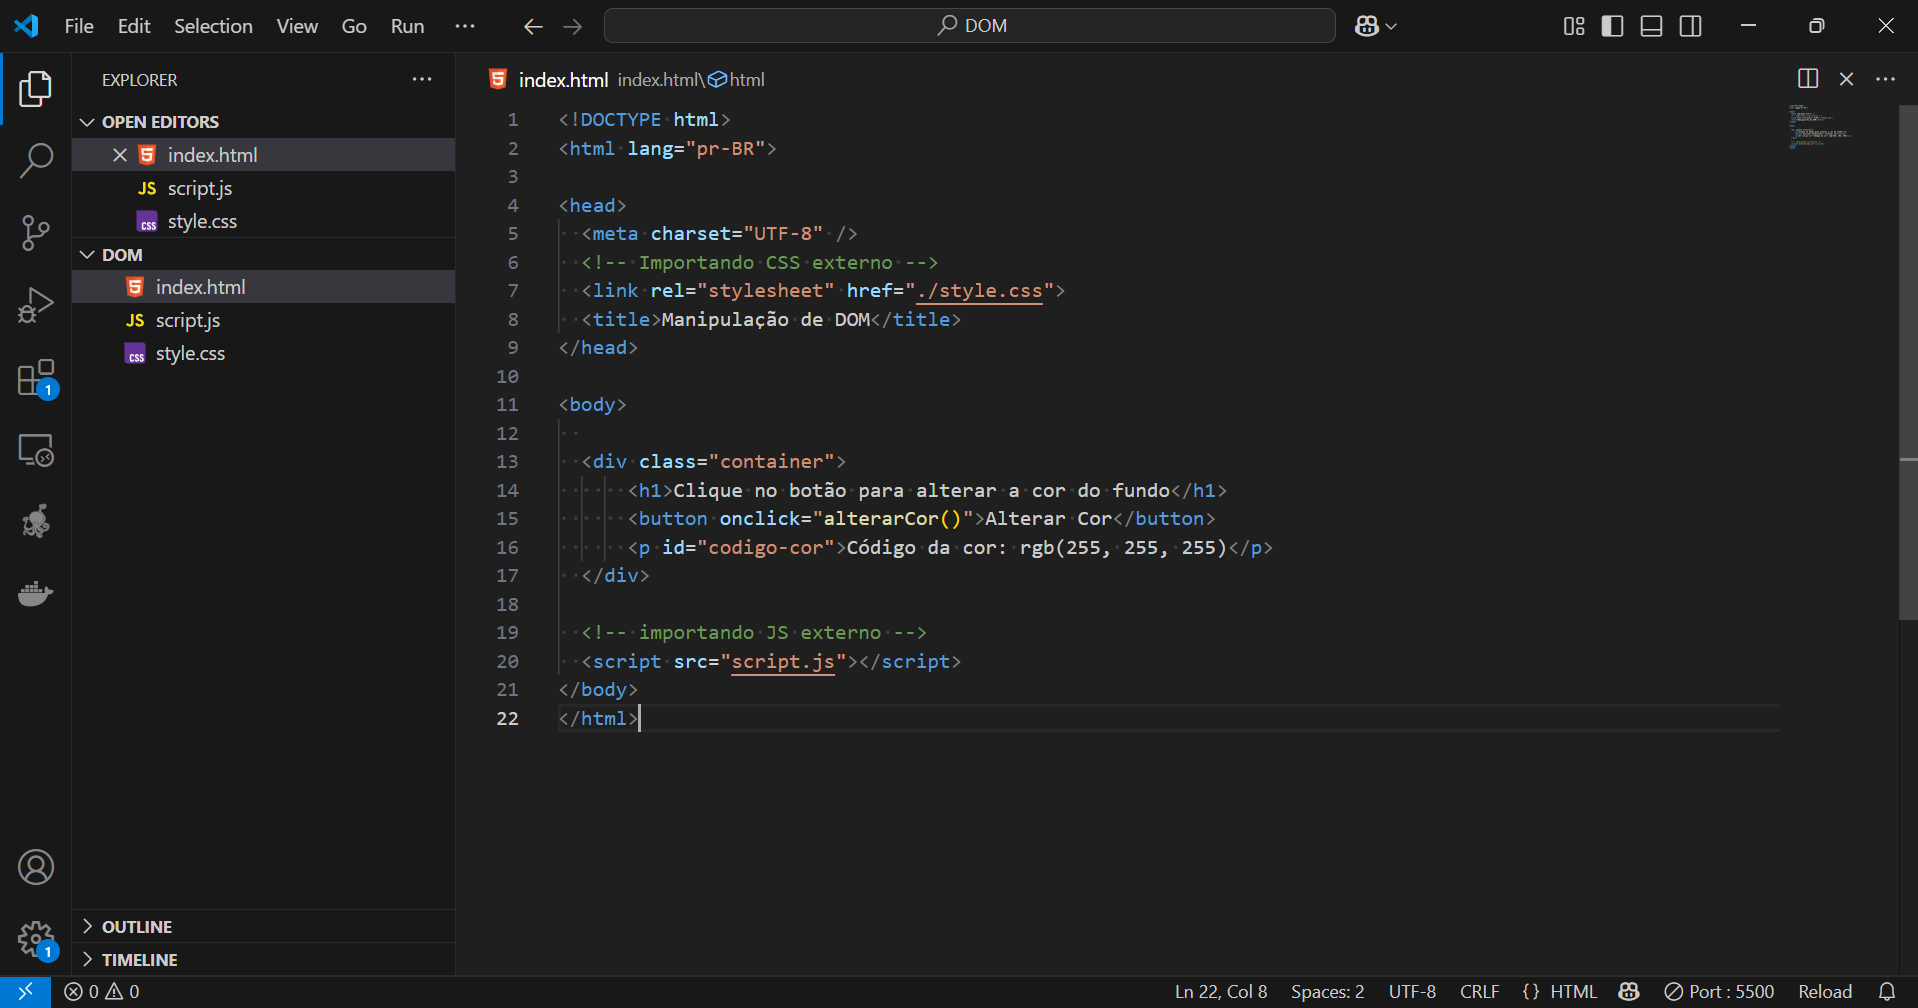 File Edit Selection View Go Run ··· DOM
EXPLORER ···
OPEN EDITORS
index.html
JS script.js
css style.css
DOM
index.html
JS script.js
css style.css
1
OUTLINE
1
TIMELINE
index.html index.html\html
1 <!DOCTYPE html>
2 <html lang="pr-BR">
3
4 <head>
5 <meta charset="UTF-8" />
6 <!-- Importando CSS externo -->
7 <link rel="stylesheet" href="./style.css">
8 <title>Manipulação de DOM</title>
9 </head>
10
11 <body>
12
13 <div class="container">
14 <h1>Clique no botão para alterar a cor do fundo</h1>
15 <button onclick="alterarCor()">Alterar Cor</button>
16 <p id="codigo-cor">Código da cor: rgb(255, 255, 255)</p>
17 </div>
18
19 <!-- importando JS externo -->
20 <script src="script.js"></script>
21 </body>
22 </html>
0 0 Ln 22, Col 8 Spaces: 2 UTF-8 CRLF {} HTML Port : 5500 Reload